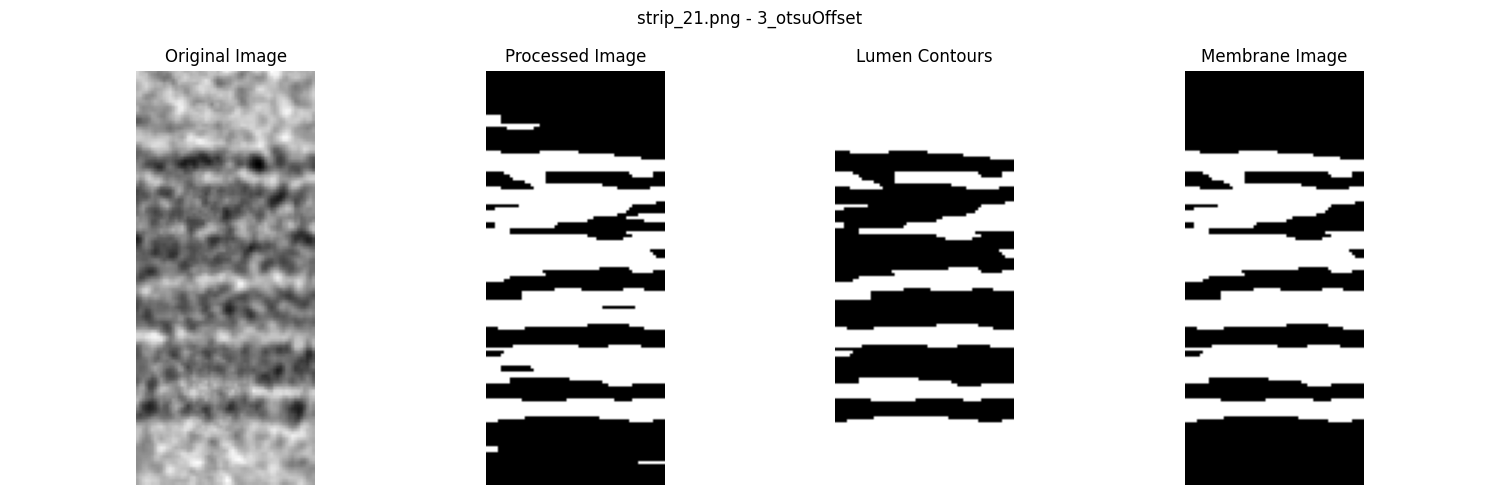 strip_21.png - 3_otsuOffset
Original Image
Processed Image
Lumen Contours
Membrane Image